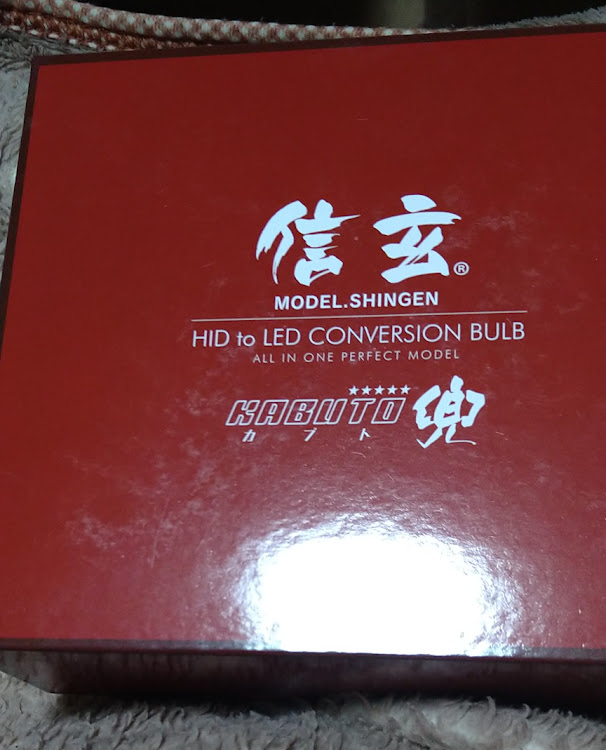 信玄®
MODEL.SHINGEN
HID to LED CONVERSION BULB
ALL IN ONE PERFECT MODEL
★★★★★
KABUTO 兜
カブト